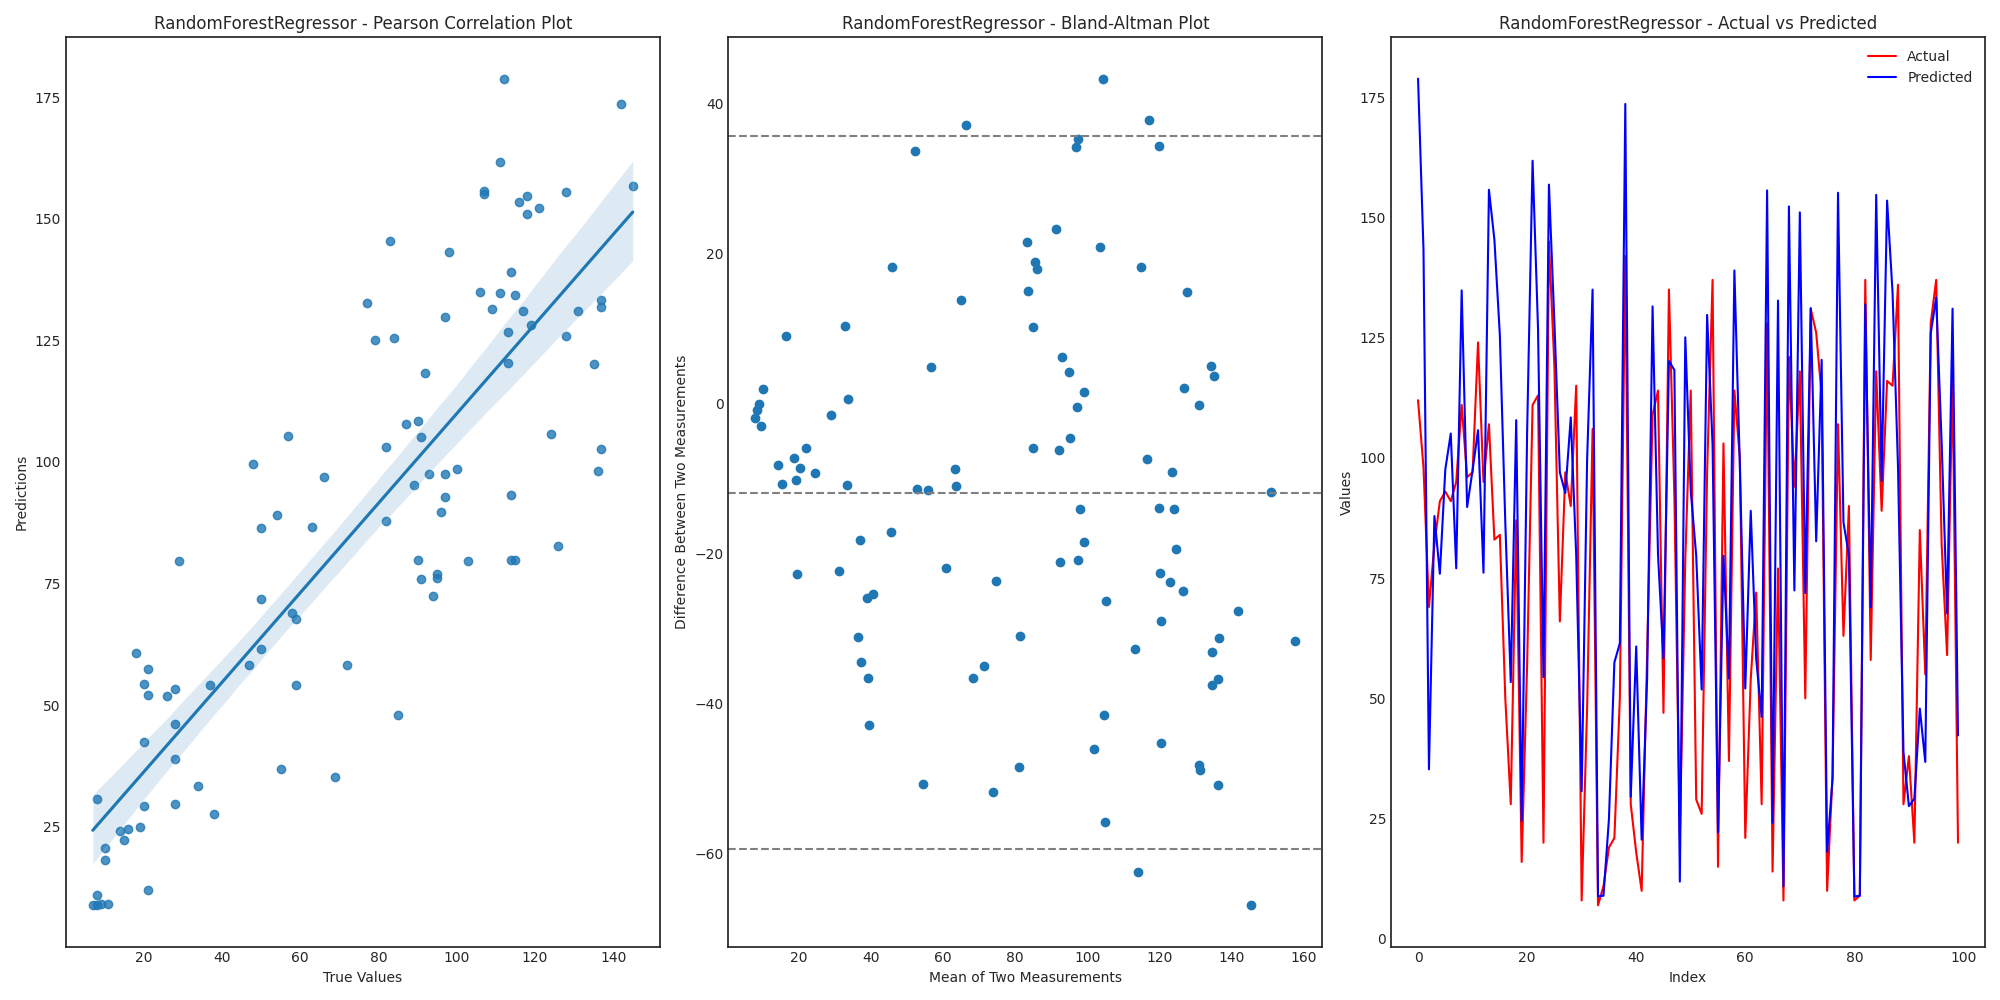 RandomForestRegressor - Pearson Correlation Plot
175
150
125
100
75
50
25
20 40 60 80 100 120 140
True Values
Predictions
RandomForestRegressor - Bland-Altman Plot
40
20
0
−20
−40
−60
20 40 60 80 100 120 140 160
Mean of Two Measurements
Difference Between Two Measurements
RandomForestRegressor - Actual vs Predicted
Actual
Predicted
175
150
125
100
75
50
25
0
0 20 40 60 80 100
Index
Values